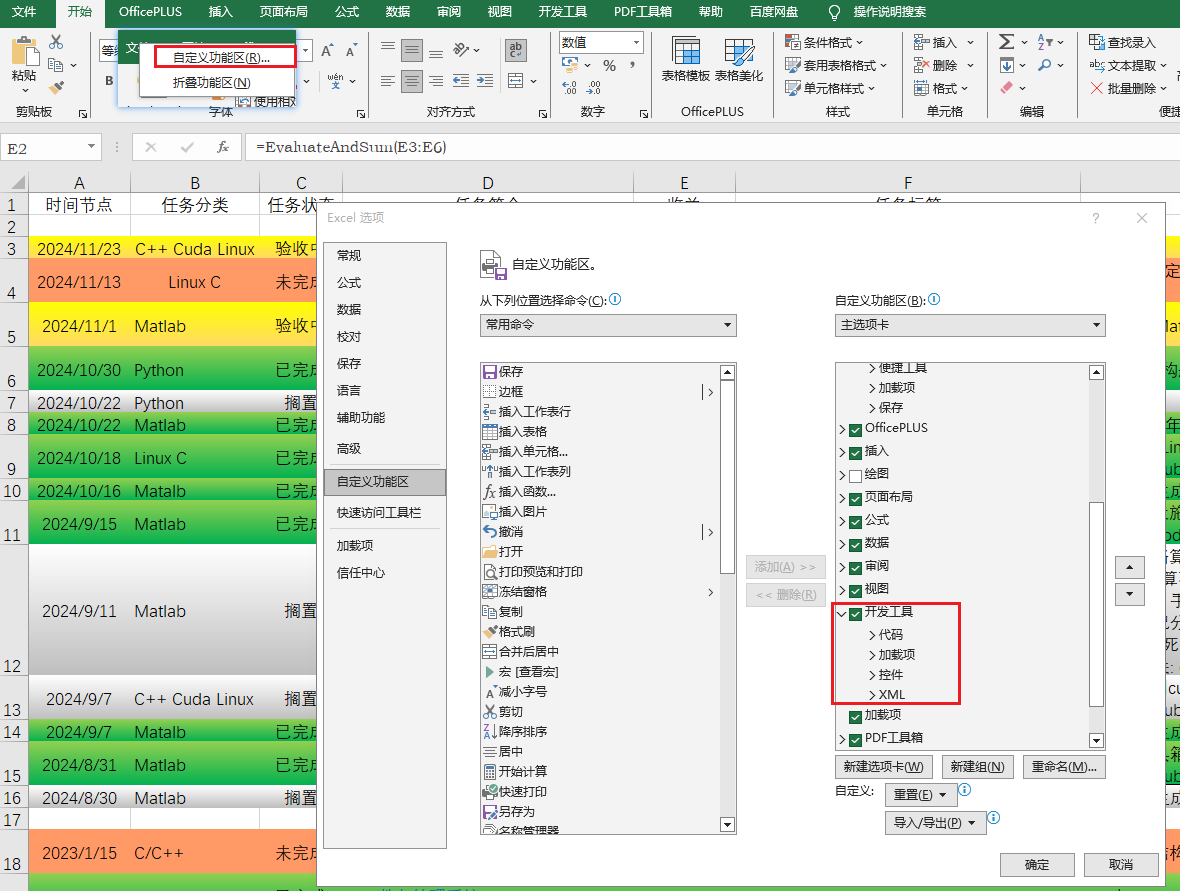 文件 开始 OfficePLUS 插入 页面布局 公式 数据 审阅 视图 开发工具 PDF工具箱 帮助 百度网盘 操作说明搜索
自定义功能区(R)...
折叠功能区(N)
粘贴
B
使用相
剪贴板
字体
ab
对齐方式
数值
%
数字
表格模板 表格美化
OfficePLUS
条件格式
套用表格格式
单元格样式
样式
插入
删除
格式
单元格
编辑
查找录入
文本提取
批量删除
便捷
E2
fx
=EvaluateAndSum(E3:E6)
A B C D E F
1 时间节点 任务分类
2
3 2024/11/23 C++ Cuda Linux 验收中
4 2024/11/13 Linux C 未完成
5 2024/11/1 Matlab 验收中
6 2024/10/30 Python 已完成
7 2024/10/22 Python 搁置
8 2024/10/22 Matlab 已完成
9 2024/10/18 Linux C 已完成
10 2024/10/16 Matalb 已完成
11 2024/9/15 Matlab 已完成
12 2024/9/11 Matlab 搁置
13 2024/9/7 C++ Cuda Linux 搁置
14 2024/9/7 Matalb 已完成
15 2024/8/31 Matlab 已完成
16 2024/8/30 Matlab 搁置
17
18 2023/1/15 C/C++ 未完成
Excel 选项
?
常规
公式
数据
校对
保存
语言
辅助功能
高级
自定义功能区
快速访问工具栏
加载项
信任中心
自定义功能区。
从下列位置选择命令(C):
常用命令
保存
边框
插入工作表行
插入表格
插入单元格...
插入工作表列
插入函数...
插入图片
撤消
打开
打印预览和打印
冻结窗格
复制
格式刷
合并后居中
宏 [查看宏]
减小字号
剪切
降序排序
居中
开始计算
快速打印
另存为
名称管理器
添加(A) >>
<< 删除(R)
自定义功能区(B):
主选项卡
便捷工具
加载项
保存
OfficePLUS
插入
绘图
页面布局
公式
数据
审阅
视图
开发工具
代码
加载项
控件
XML
加载项
PDF工具箱
新建选项卡(W) 新建组(N) 重命名(M)...
自定义: 重置(E)
导入/导出(P)
确定 取消